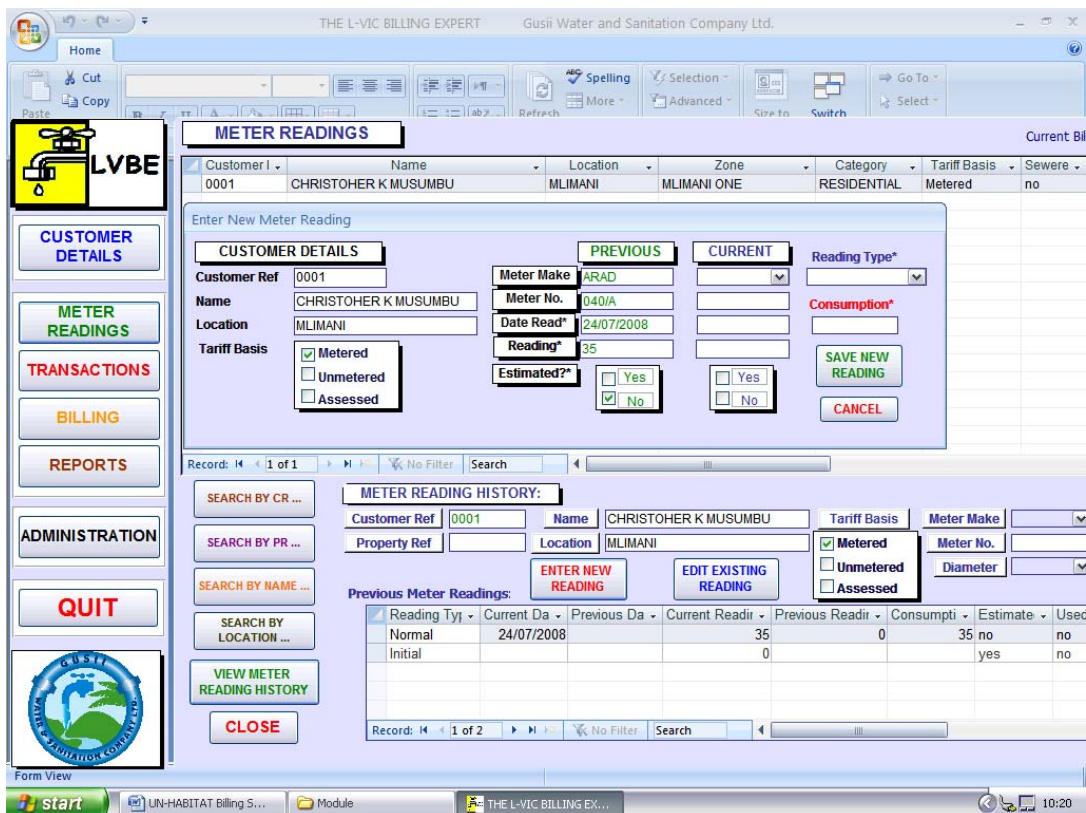 THE L-VIC BILLING EXPERT Gusii Water and Sanitation Company Ltd.
Home
Cut
Copy
Paste
Refresh
Spelling
More
Selection
Advanced
Size to
Switch
Go To
Select
LVBE
METER READINGS
Current Bil
Customer I Name Location Zone Category Tariff Basis Sewere
0001 CHRISTOHER K MUSUMBU MLIMANI MLIMANI ONE RESIDENTIAL Metered no
CUSTOMER
DETAILS
METER
READINGS
TRANSACTIONS
BILLING
REPORTS
ADMINISTRATION
QUIT
GUSII
WATER & SANITATION COMPANY LTD.
Enter New Meter Reading
CUSTOMER DETAILS PREVIOUS CURRENT Reading Type*
Customer Ref 0001 Meter Make ARAD
Name CHRISTOHER K MUSUMBU Meter No. 040/A Consumption*
Location MLIMANI Date Read* 24/07/2008
Tariff Basis Metered Reading* 35
Unmetered Estimated?* Yes Yes
Assessed No No
SAVE NEW
READING
CANCEL
Record: 1 of 1 No Filter Search
SEARCH BY CR ...
SEARCH BY PR ...
SEARCH BY NAME ...
SEARCH BY
LOCATION ...
VIEW METER
READING HISTORY
CLOSE
METER READING HISTORY:
Customer Ref 0001 Name CHRISTOHER K MUSUMBU Tariff Basis Meter Make
Property Ref Location MLIMANI Metered Meter No.
Unmetered Diameter
Assessed
ENTER NEW
READING
EDIT EXISTING
READING
Previous Meter Readings:
Reading Typ Current Da Previous Da Current Readir Previous Readir Consumpti Estimate Used
Normal 24/07/2008 35 0 35 no no
Initial 0 yes no
Record: 1 of 2 No Filter Search
Form View
start UN-HABITAT Billing S... Module THE L-VIC BILLING EX... 10:20